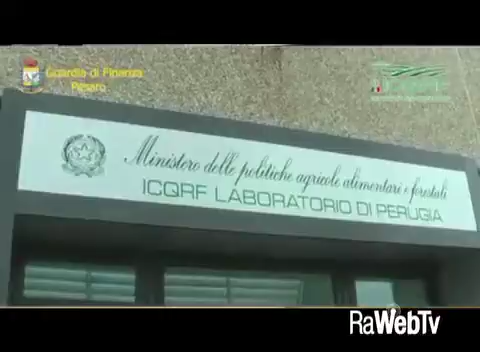 Guardia di Finanza
Pesaro
Ministero delle politiche agricole alimentari e forestali
ICQRF LABORATORIO DI PERUGIA
RaWebTv